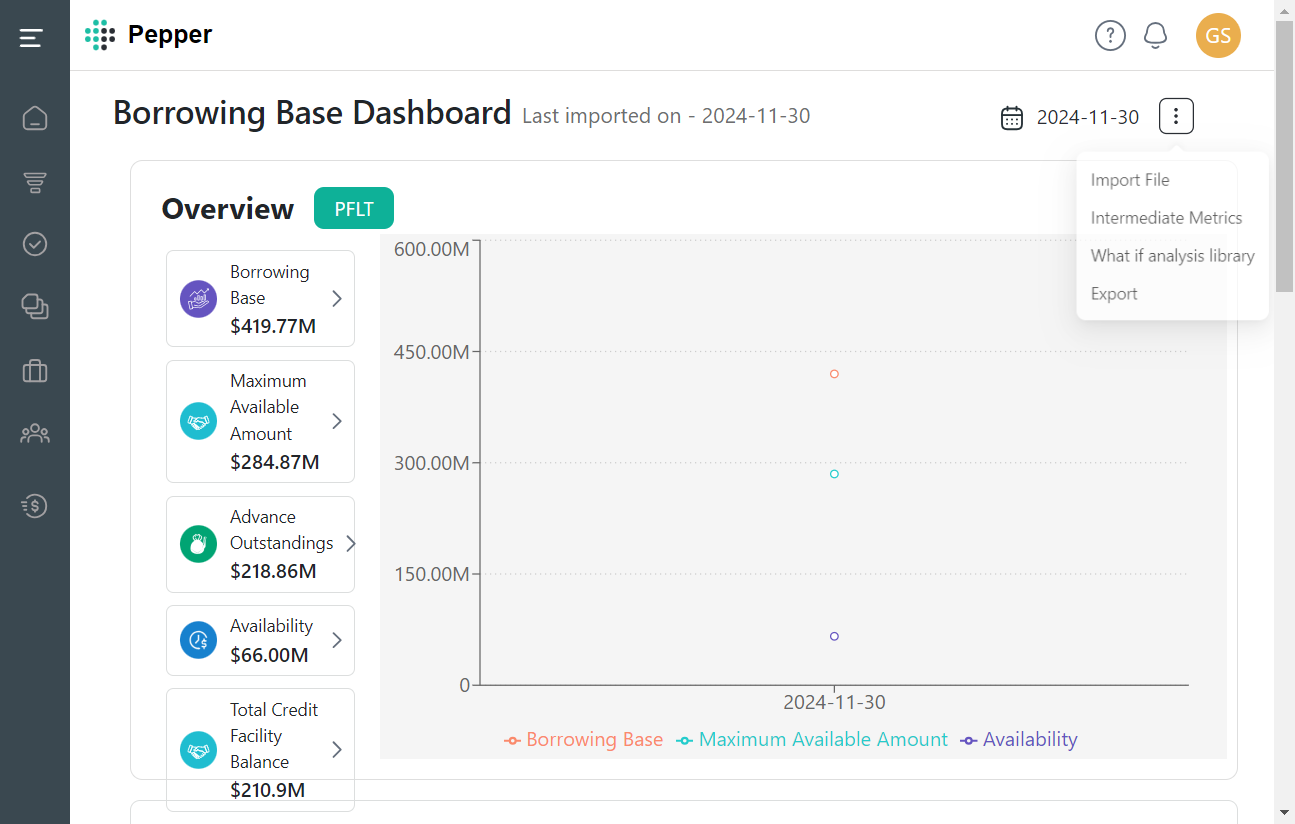 Pepper
?
GS
Borrowing Base Dashboard
Last imported on - 2024-11-30
2024-11-30
Import File
Intermediate Metrics
What if analysis library
Export
Overview
PFLT
Borrowing
Base
$419.77M
Maximum
Available
Amount
$284.87M
Advance
Outstandings
$218.86M
Availability
$66.00M
Total Credit
Facility
Balance
$210.9M
600.00M
450.00M
300.00M
150.00M
0
2024-11-30
Borrowing Base
Maximum Available Amount
Availability